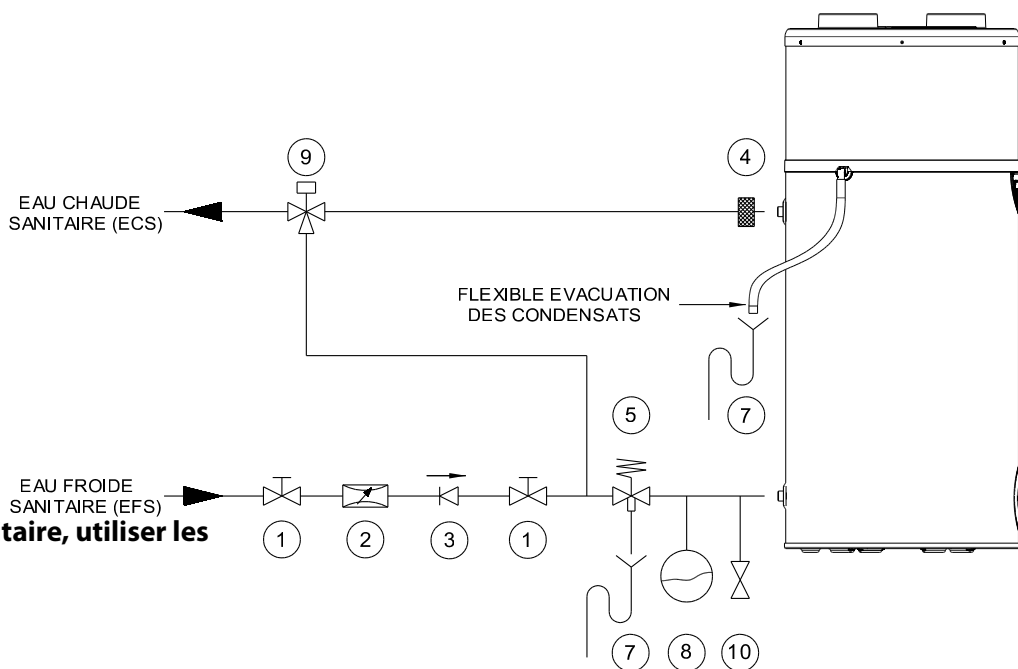 9
4
EAU CHAUDE
SANITAIRE (ECS)
FLEXIBLE EVACUATION
DES CONDENSATS
7
5
EAU FROIDE
SANITAIRE (EFS)
taire, utiliser les
1
2
3
1
7
8
10